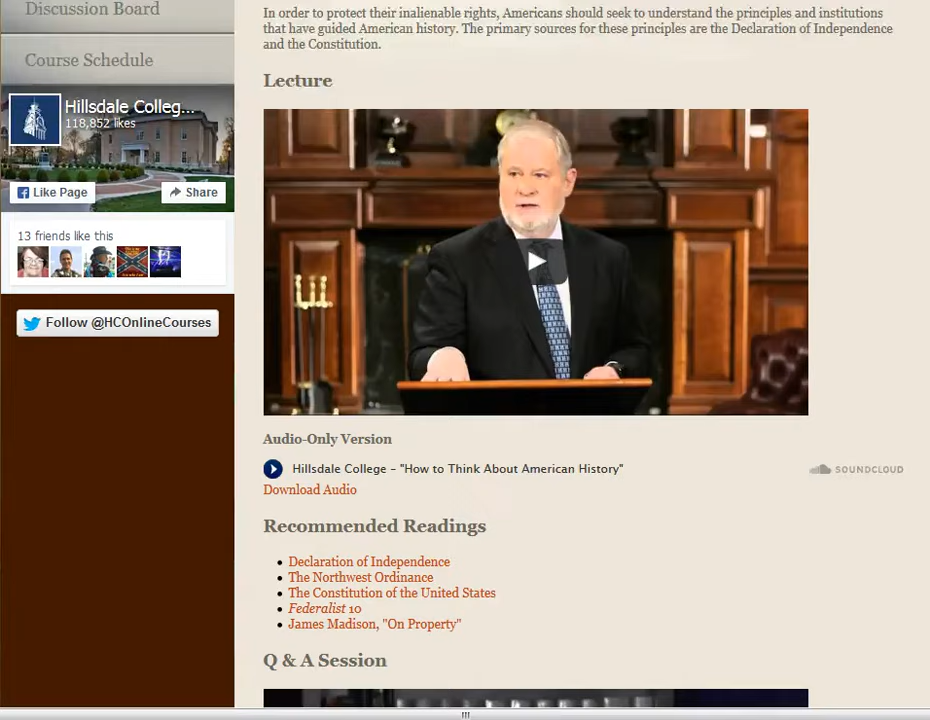 Discussion Board
Course Schedule
Hillsdale Colleg...
118,852 likes
Like Page
Share
13 friends like this
Follow @HCOnlineCourses
In order to protect their inalienable rights, Americans should seek to understand the principles and institutions
that have guided American history. The primary sources for these principles are the Declaration of Independence
and the Constitution.
Lecture
Audio-Only Version
Hillsdale College - "How to Think About American History"
SOUNDCLOUD
Download Audio
Recommended Readings
• Declaration of Independence
• The Northwest Ordinance
• The Constitution of the United States
• Federalist 10
• James Madison, "On Property"
Q & A Session